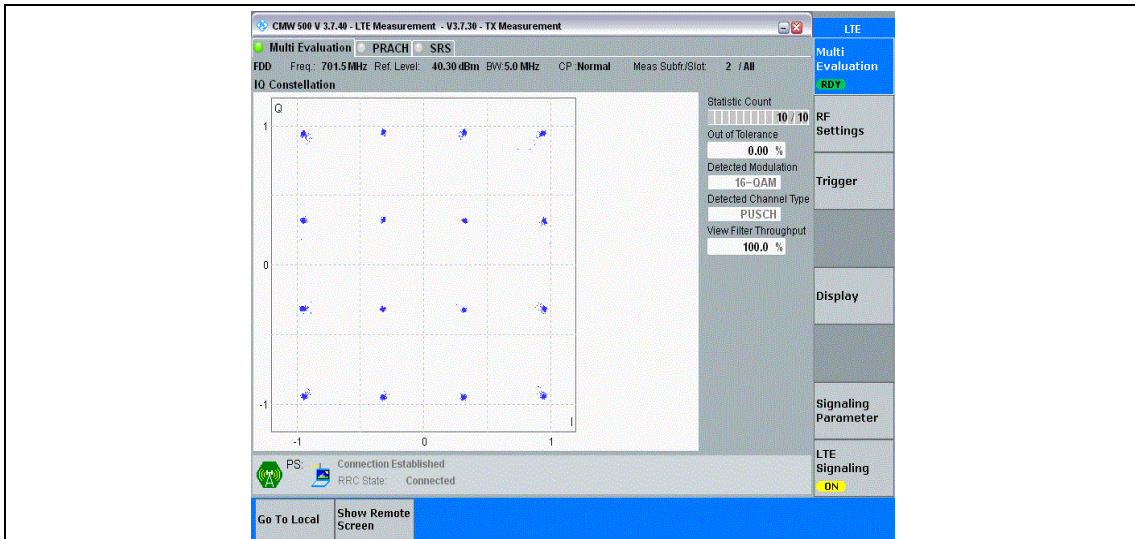 CMW 500 V 3.7.40 - LTE Measurement - V3.7.30 - TX Measurement
LTE
Multi Evaluation PRACH SRS
Multi
Evaluation
RDY
FDD Freq.: 701.5 MHz Ref. Level: 40.30 dBm BW: 5.0 MHz CP :Normal Meas Subfr./Slot: 2 / All
IQ Constellation
Q
1
0
-1
-1
0
1
I
Statistic Count
10 / 10
Out of Tolerance
0.00 %
Detected Modulation
16-QAM
Detected Channel Type
PUSCH
View Filter Throughput
100.0 %
RF
Settings
Trigger
Display
Signaling
Parameter
LTE
Signaling
ON
PS: Connection Established
RRC State: Connected
Go To Local
Show Remote
Screen